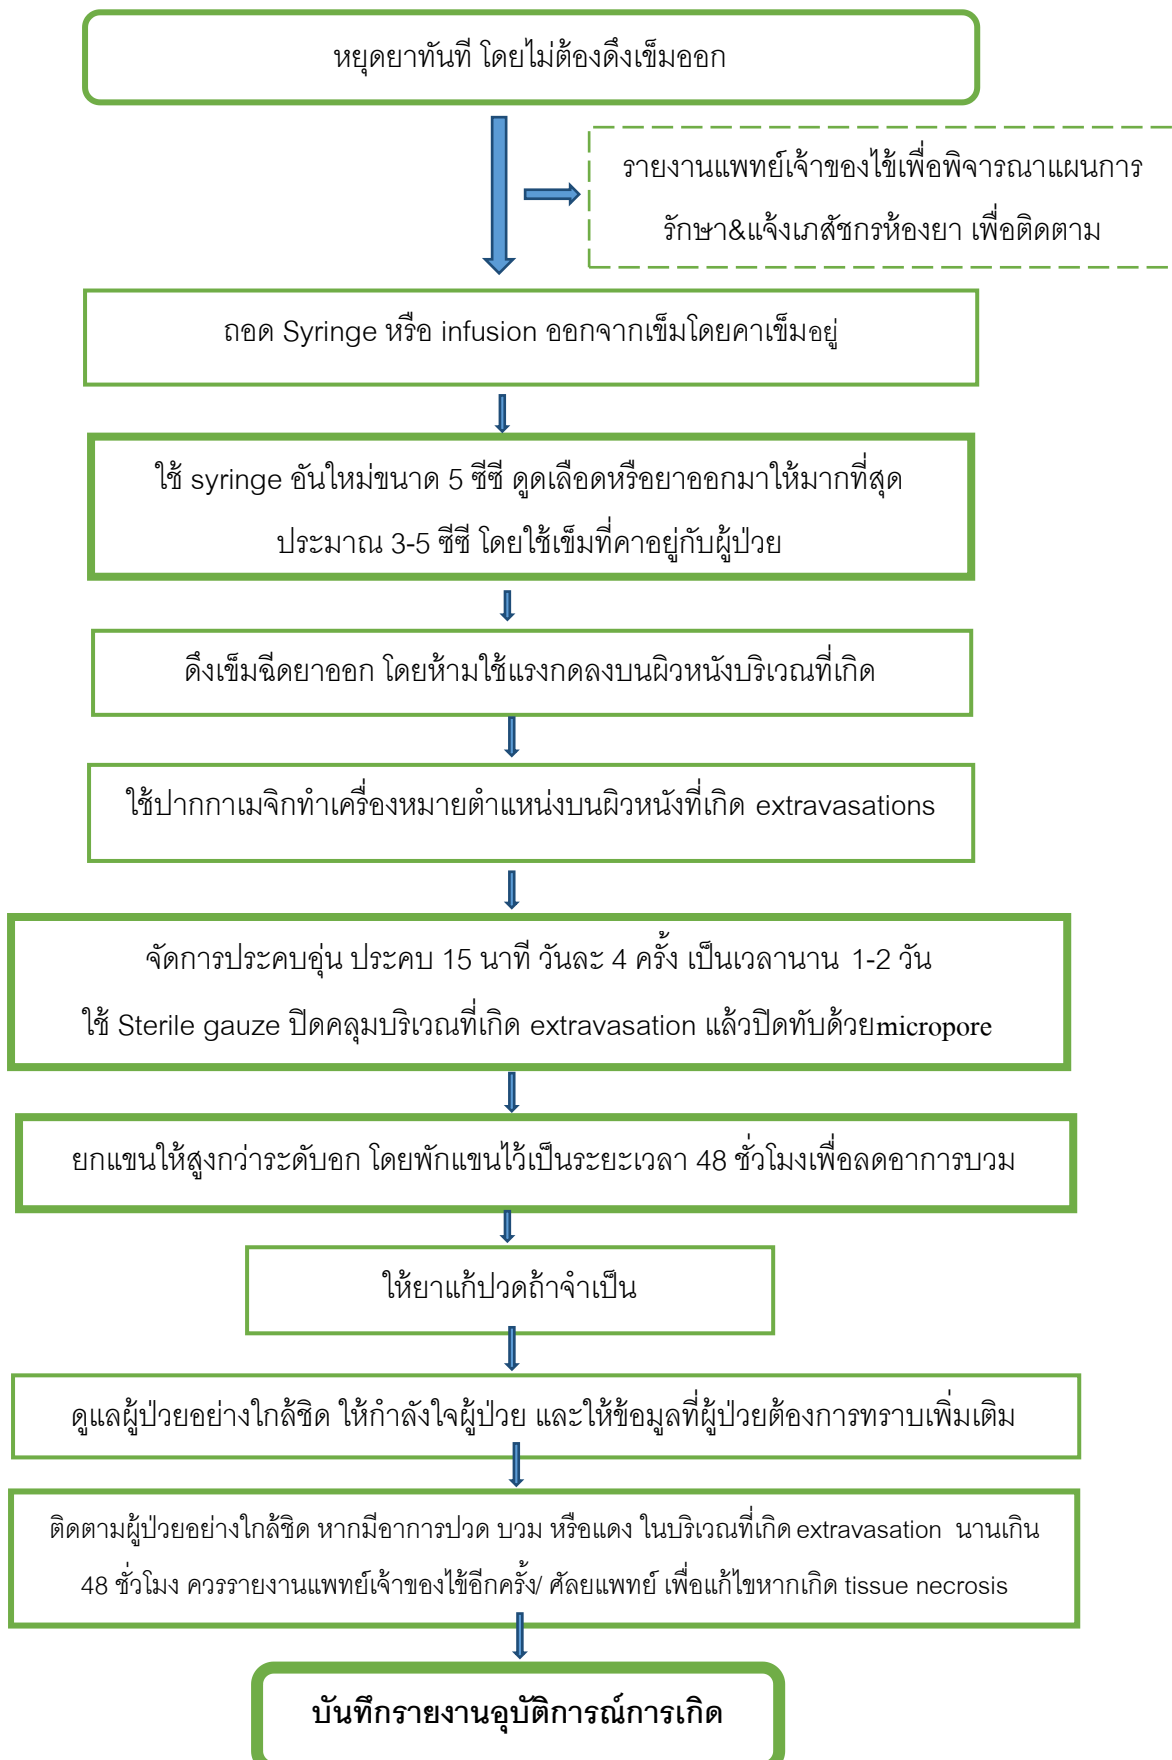 หยุดยาทันที โดยไม่ต้องดึงเข็มออก
รายงานแพทย์เจ้าของไข้เพื่อพิจารณาแผนการ
รักษา&แจ้งเภสัชกรห้องยา เพื่อติดตาม
ถอด Syringe หรือ infusion ออกจากเข็มโดยคาเข็มอยู่
ใช้ syringe อันใหม่ขนาด 5 ซีซี ดูดเลือดหรือยาออกมาให้มากที่สุด
ประมาณ 3-5 ซีซี โดยใช้เข็มที่คาอยู่กับผู้ป่วย
ดึงเข็มฉีดยาออก โดยห้ามใช้แรงกดลงบนผิวหนังบริเวณที่เกิด
ใช้ปากกาเมจิกทำเครื่องหมายตำแหน่งบนผิวหนังที่เกิด extravasations
จัดการประคบอุ่น ประคบ 15 นาที วันละ 4 ครั้ง เป็นเวลานาน 1-2 วัน
ใช้ Sterile gauze ปิดคลุมบริเวณที่เกิด extravasation แล้วปิดทับด้วยmicropore
ยกแขนให้สูงกว่าระดับอก โดยพักแขนไว้เป็นระยะเวลา 48 ชั่วโมงเพื่อลดอาการบวม
ให้ยาแก้ปวดถ้าจำเป็น
ดูแลผู้ป่วยอย่างใกล้ชิด ให้กำลังใจผู้ป่วย และให้ข้อมูลที่ผู้ป่วยต้องการทราบเพิ่มเติม
ติดตามผู้ป่วยอย่างใกล้ชิด หากมีอาการปวด บวม หรือแดง ในบริเวณที่เกิด extravasation นานเกิน
48 ชั่วโมง ควรรายงานแพทย์เจ้าของไข้อีกครั้ง/ ศัลยแพทย์ เพื่อแก้ไขหากเกิด tissue necrosis
บันทึกรายงานอุบัติการณ์การเกิด